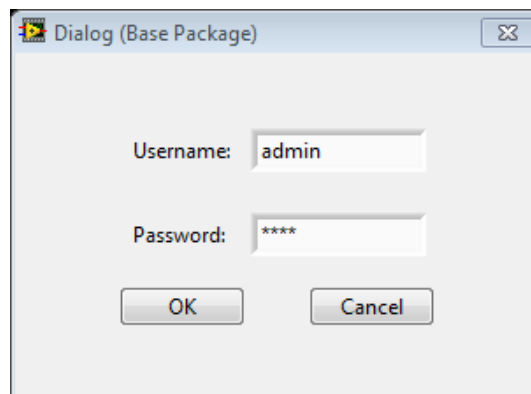 Dialog (Base Package)
Username: admin
Password: ****
OK Cancel